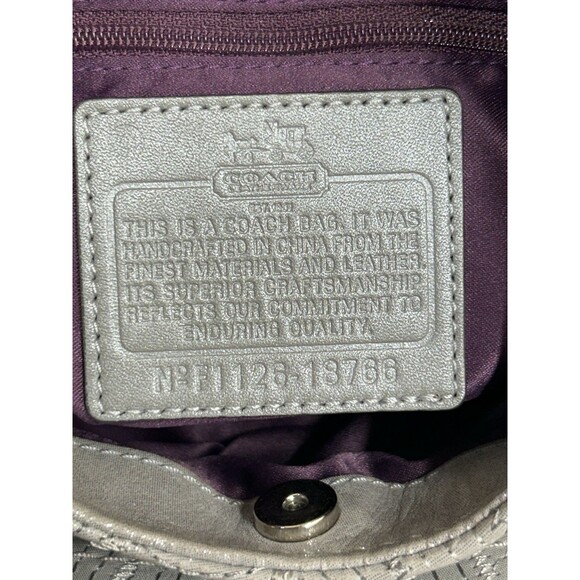 COACH
THIS IS A COACH BAG. IT WAS
HANDCRAFTED IN CHINA FROM THE
FINEST MATERIALS AND LEATHER.
ITS SUPERIOR CRAFTSMANSHIP
REFLECTS OUR COMMITMENT TO
ENDURING QUALITY.
Nº F1126-18766